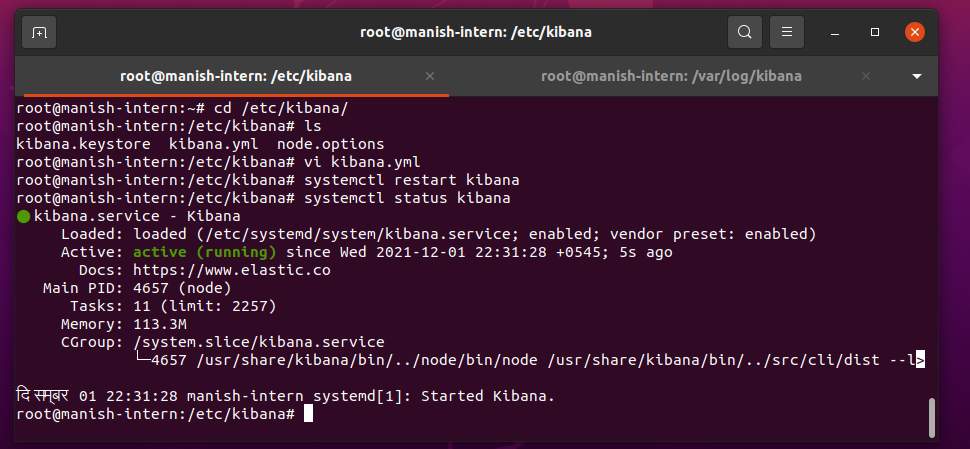 root@manish-intern: /etc/kibana
root@manish-intern: /etc/kibana
root@manish-intern: /var/log/kibana
root@manish-intern:~# cd /etc/kibana/
root@manish-intern:/etc/kibana# ls
kibana.keystore  kibana.yml  node.options
root@manish-intern:/etc/kibana# vi kibana.yml
root@manish-intern:/etc/kibana# systemctl restart kibana
root@manish-intern:/etc/kibana# systemctl status kibana
● kibana.service - Kibana
Loaded: loaded (/etc/systemd/system/kibana.service; enabled; vendor preset: enabled)
Active: active (running) since Wed 2021-12-01 22:31:28 +0545; 5s ago
Docs: https://www.elastic.co
Main PID: 4657 (node)
Tasks: 11 (limit: 2257)
Memory: 113.3M
CGroup: /system.slice/kibana.service
└─4657 /usr/share/kibana/bin/../node/bin/node /usr/share/kibana/bin/../src/cli/dist --l>
दिसम्बर 01 22:31:28 manish-intern systemd[1]: Started Kibana.
root@manish-intern:/etc/kibana#